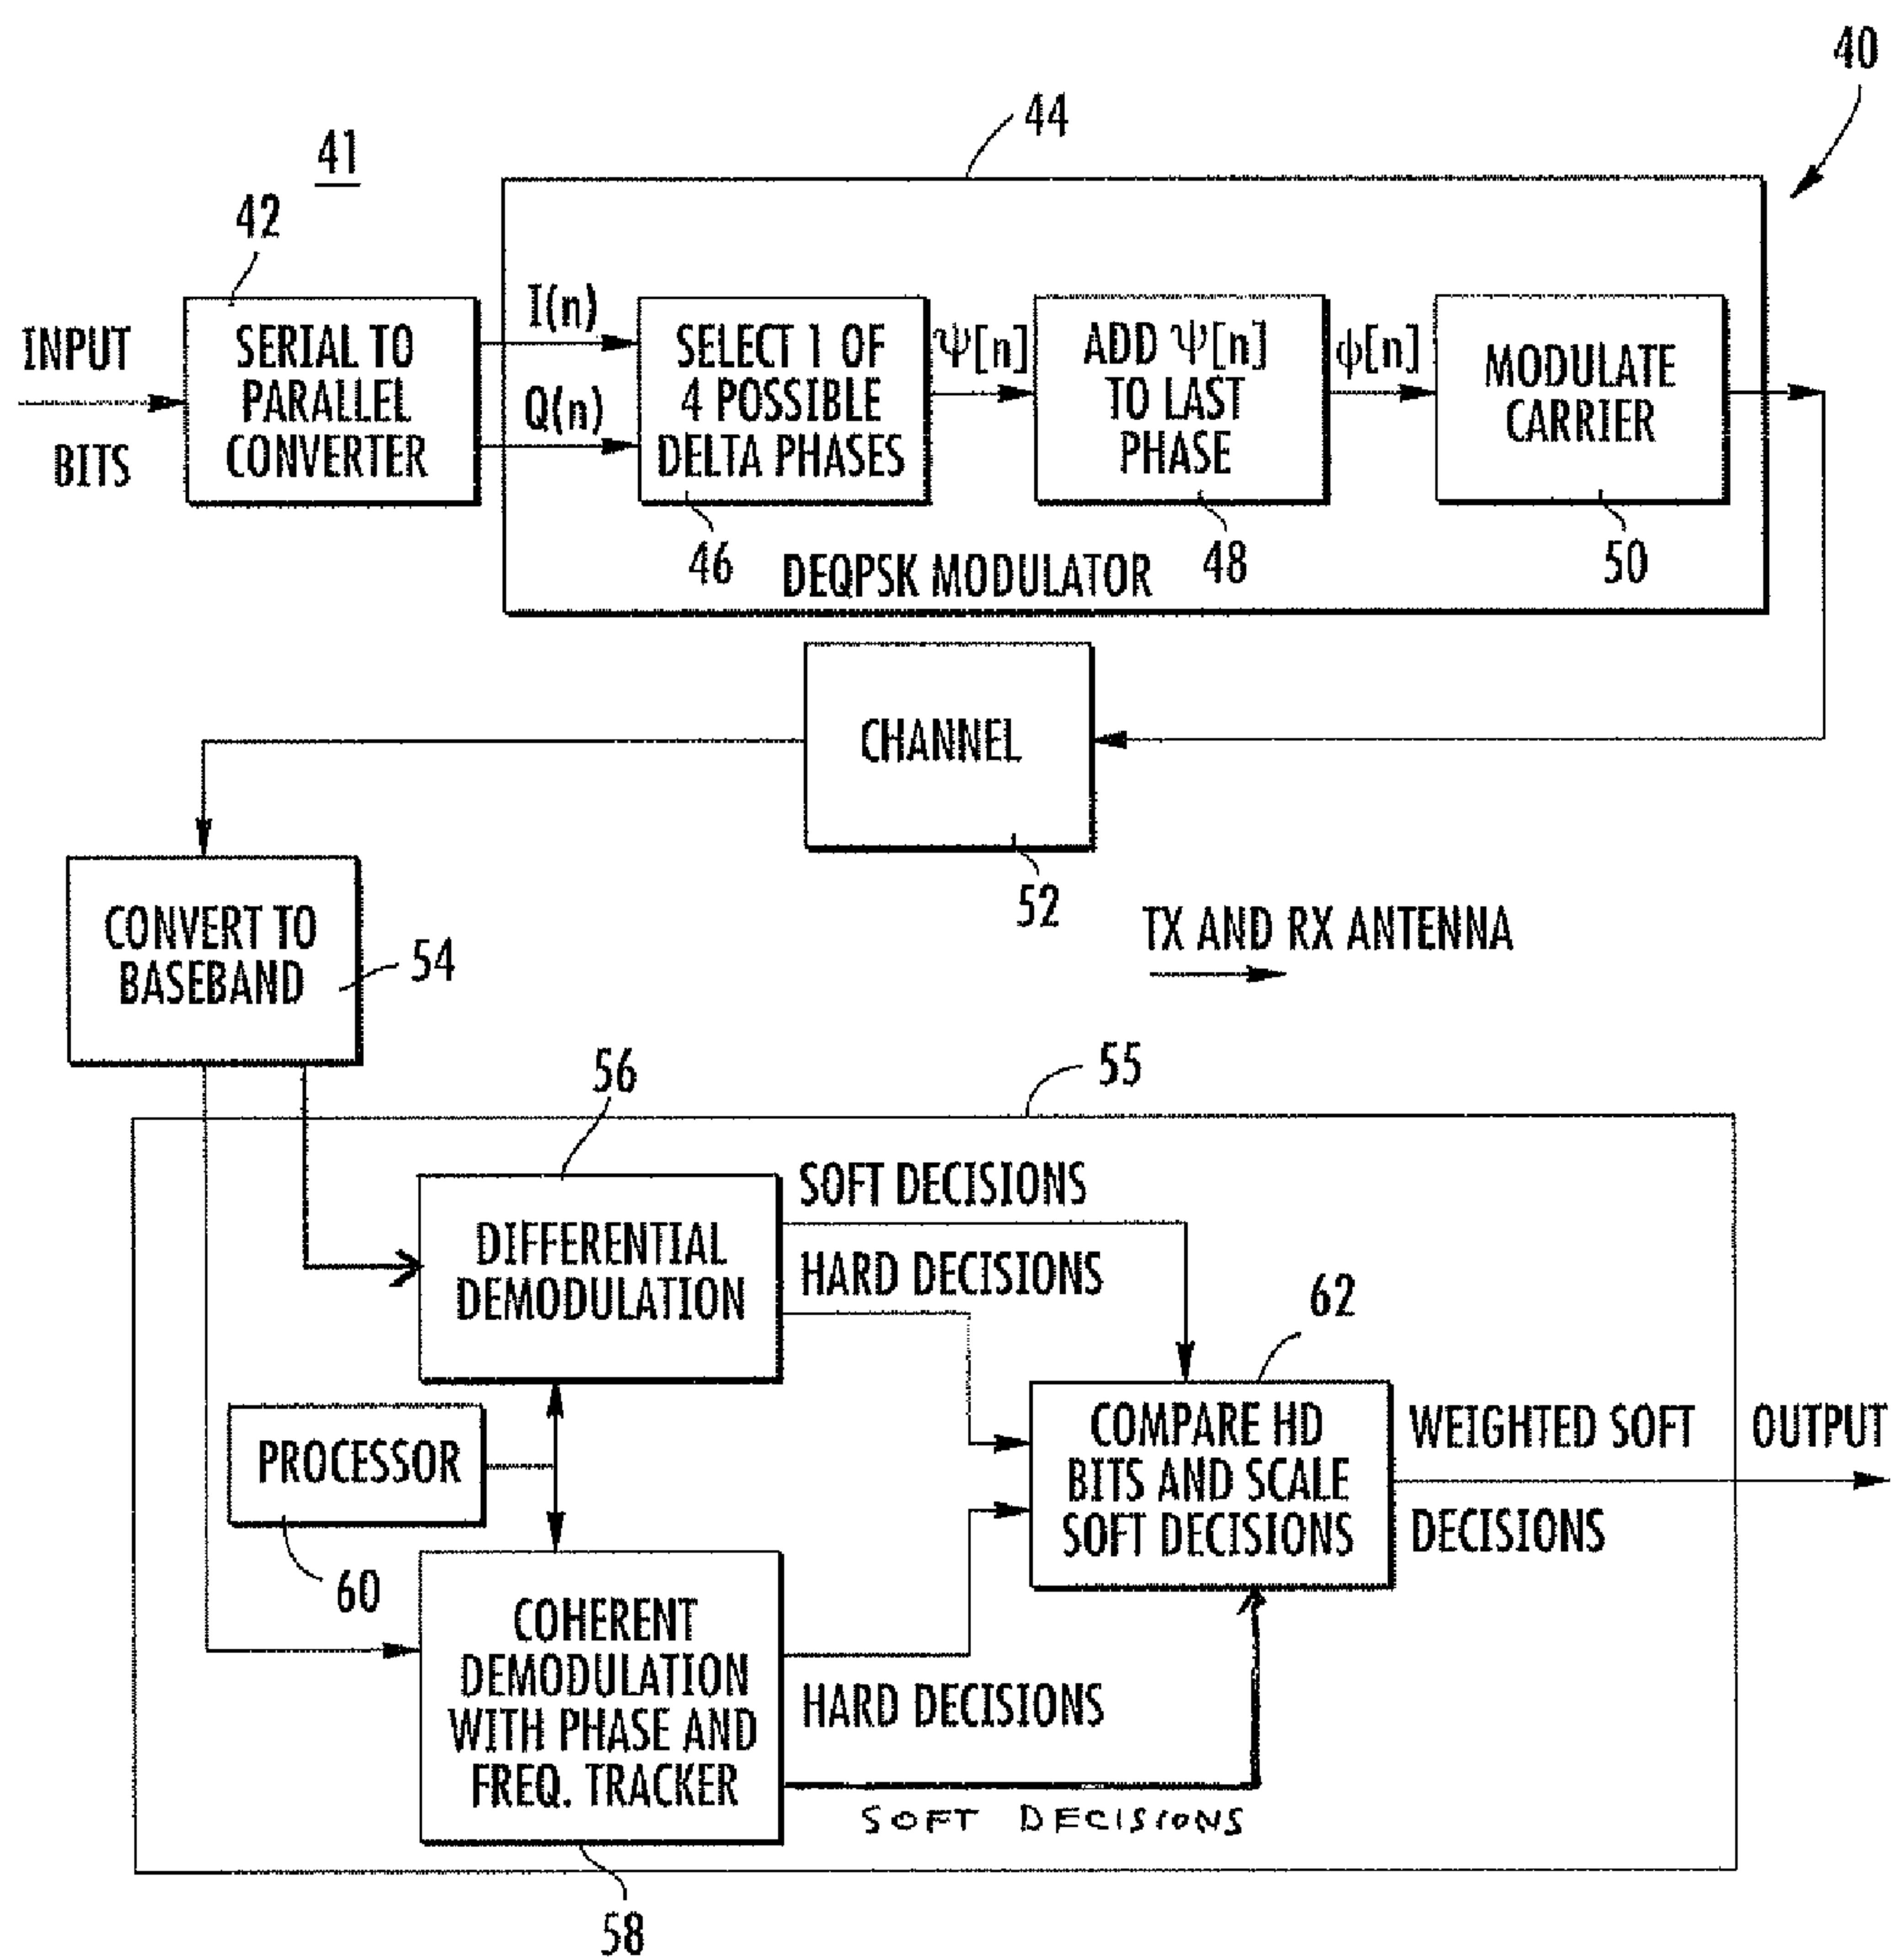 40
44
41
42
INPUT
BITS
SERIAL TO
PARALLEL
CONVERTER
I(n)
Q(n)
SELECT 1 OF
4 POSSIBLE
DELTA PHASES
Ψ[n]
ADD Ψ[n]
TO LAST
PHASE
ϕ[n]
MODULATE
CARRIER
46
48
50
DEQPSK MODULATOR
CHANNEL
52
CONVERT TO
BASEBAND
54
TX AND RX ANTENNA
55
56
DIFFERENTIAL
DEMODULATION
SOFT DECISIONS
HARD DECISIONS
62
PROCESSOR
60
COMPARE HD
BITS AND SCALE
SOFT DECISIONS
WEIGHTED SOFT
DECISIONS
OUTPUT
COHERENT
DEMODULATION
WITH PHASE AND
FREQ. TRACKER
HARD DECISIONS
SOFT DECISIONS
58